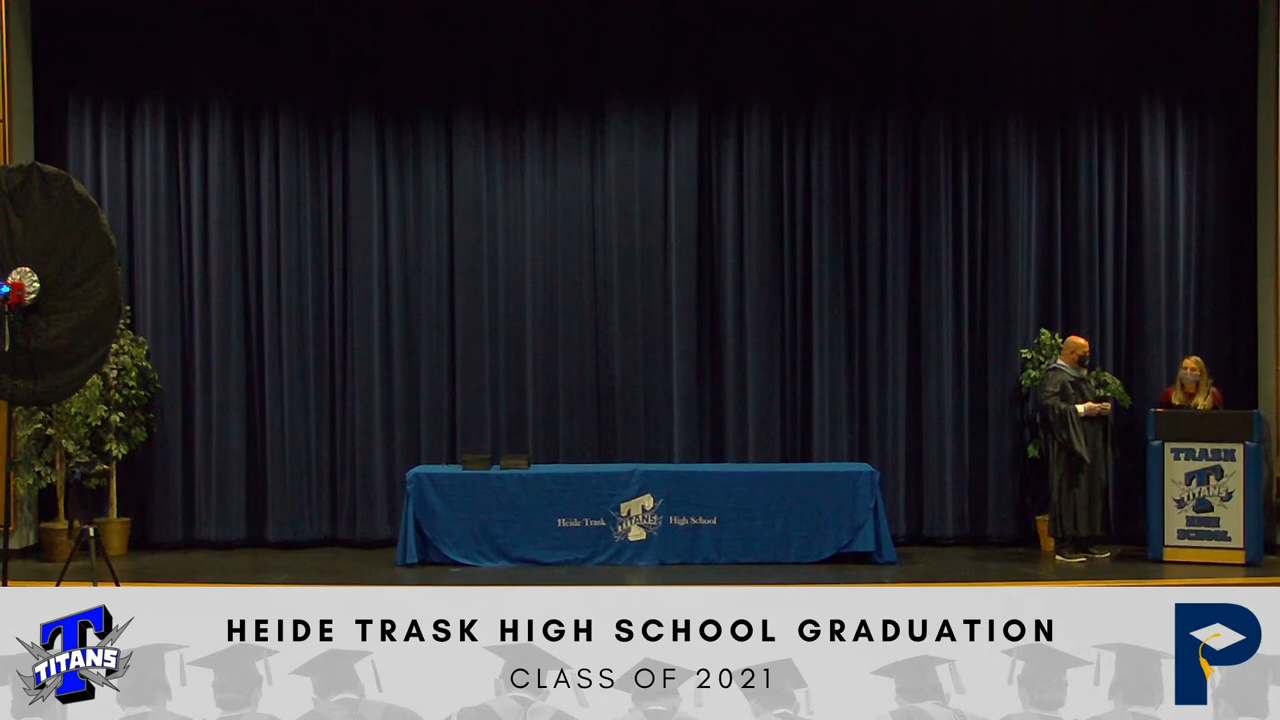 TRASK
T
TITANS
HIGH
SCHOOL
Heide Trask T TITANS High School
T
TITANS
HEIDE TRASK HIGH SCHOOL GRADUATION
CLASS OF 2021
P